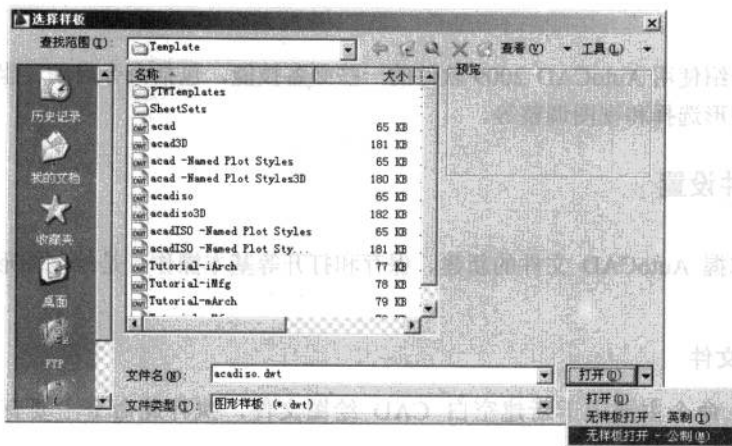 选择样板
查找范围(I):
Template
查看(V)
工具(L)
名称
大小
预览
PTWTemplates
SheetSets
acad 65 KB
acad3D 181 KB
acad -Named Plot Styles 65 KB
acad -Named Plot Styles3D 180 KB
acadiso 65 KB
acadiso3D 182 KB
acadISO -Named Plot Styles 65 KB
acadISO -Named Plot Sty... 181 KB
Tutorial-iArch 77 KB
Tutorial-iMfg 78 KB
Tutorial-mArch 79 KB
历史记录
我的文档
收藏夹
桌面
FTP
文件名(N):
acadiso.dwt
打开(O)
文件类型(T):
图形样板 (*.dwt)
打开(O)
无样板打开 - 英制(I)
无样板打开 - 公制(M)